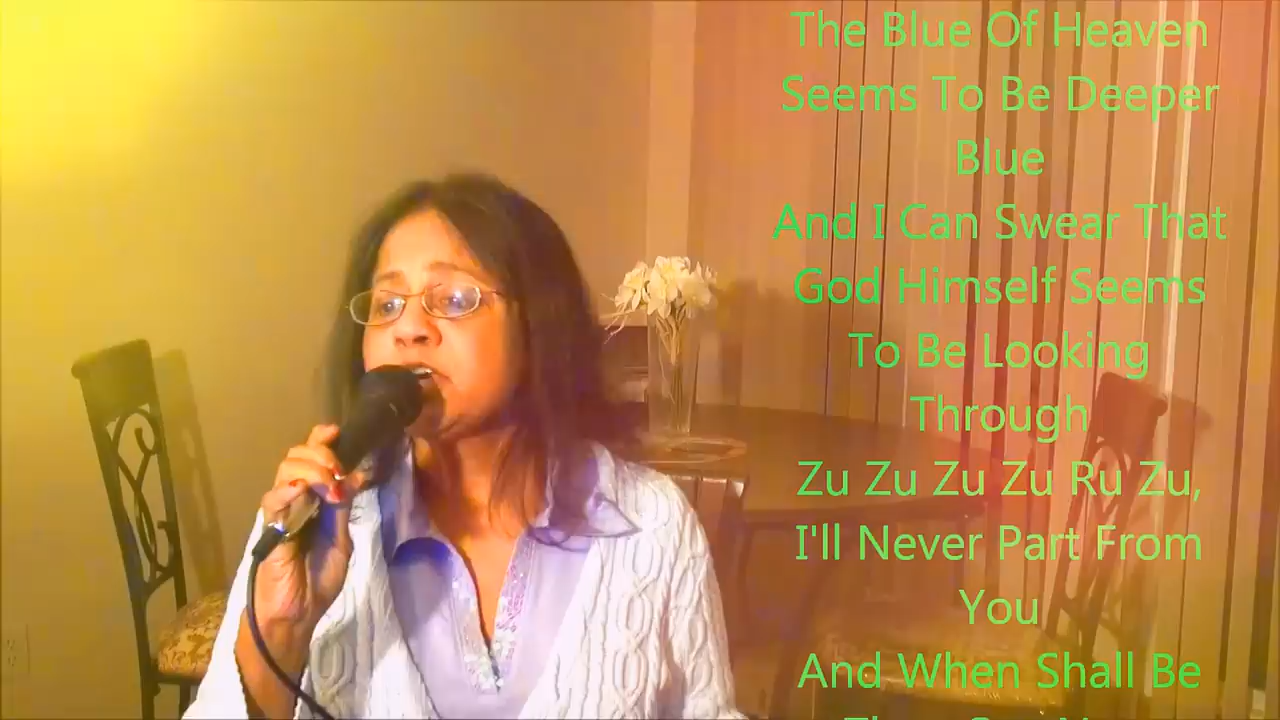 The Blue Of Heaven
Seems To Be Deeper
Blue
And I Can Swear That
God Himself Seems
To Be Looking
Through
Zu Zu Zu Zu Ru Zu,
I'll Never Part From
You
And When Shall Be